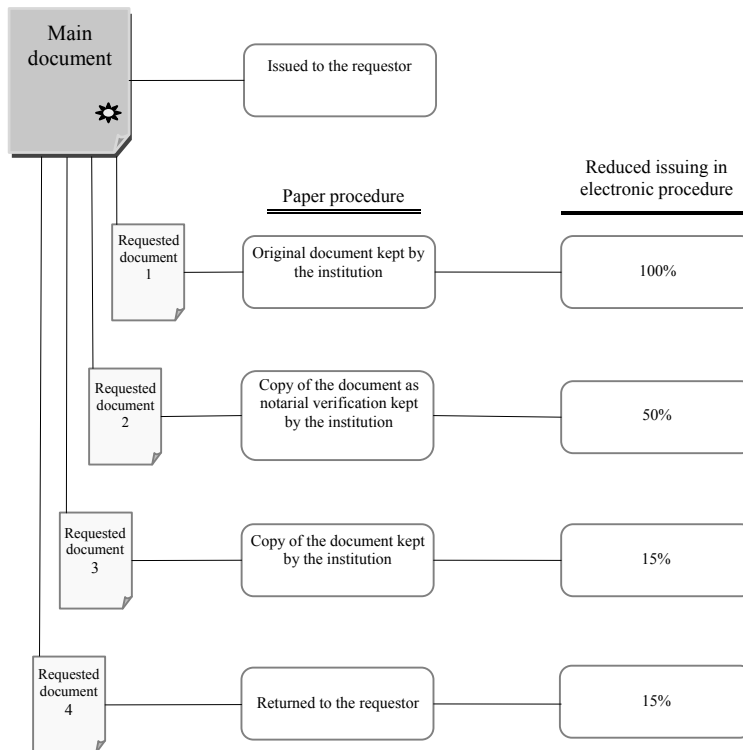 Main
document
Issued to the requestor
Reduced issuing in
electronic procedure
Paper procedure
Requested
document
1
Original document kept by
the institution
100%
Requested
document
2
Copy of the document as
notarial verification kept
by the institution
50%
Requested
document
3
Copy of the document kept
by the institution
15%
Requested
document
4
Returned to the requestor
15%